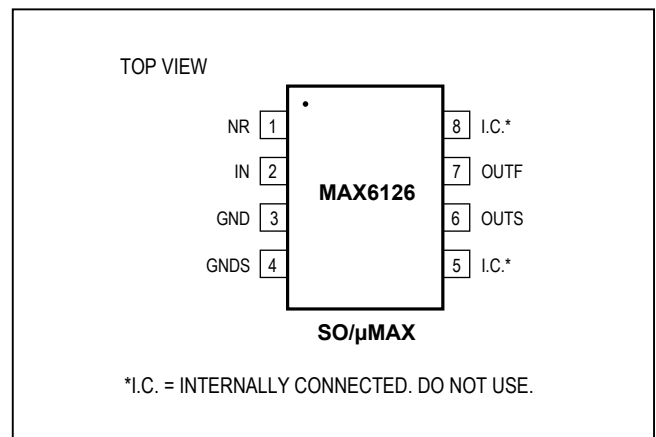 TOP VIEW
NR 1 8 I.C.*
IN 2 7 OUTF
MAX6126
GND 3 6 OUTS
GNDS 4 5 I.C.*
SO/µMAX
*I.C. = INTERNALLY CONNECTED. DO NOT USE.